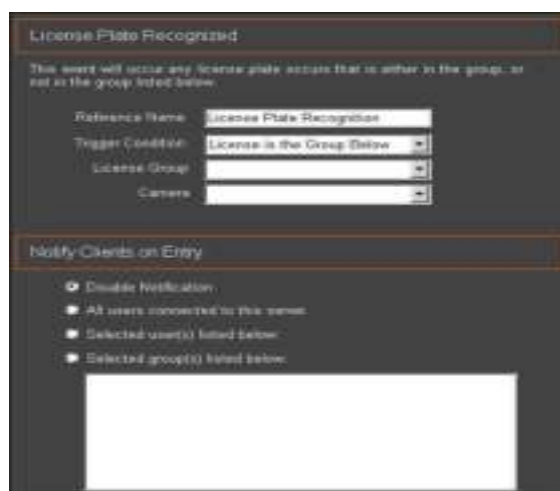 License Plate Recognized
This event will occur any license plate occurs that is either in the group, or
not in the group listed below.
Reference Name License Plate Recognition
Trigger Condition License is the Group Below
License Group
Camera
Notify Clients on Entry
Disable Notification
All users connected to this server
Selected user(s) listed below
Selected group(s) listed below